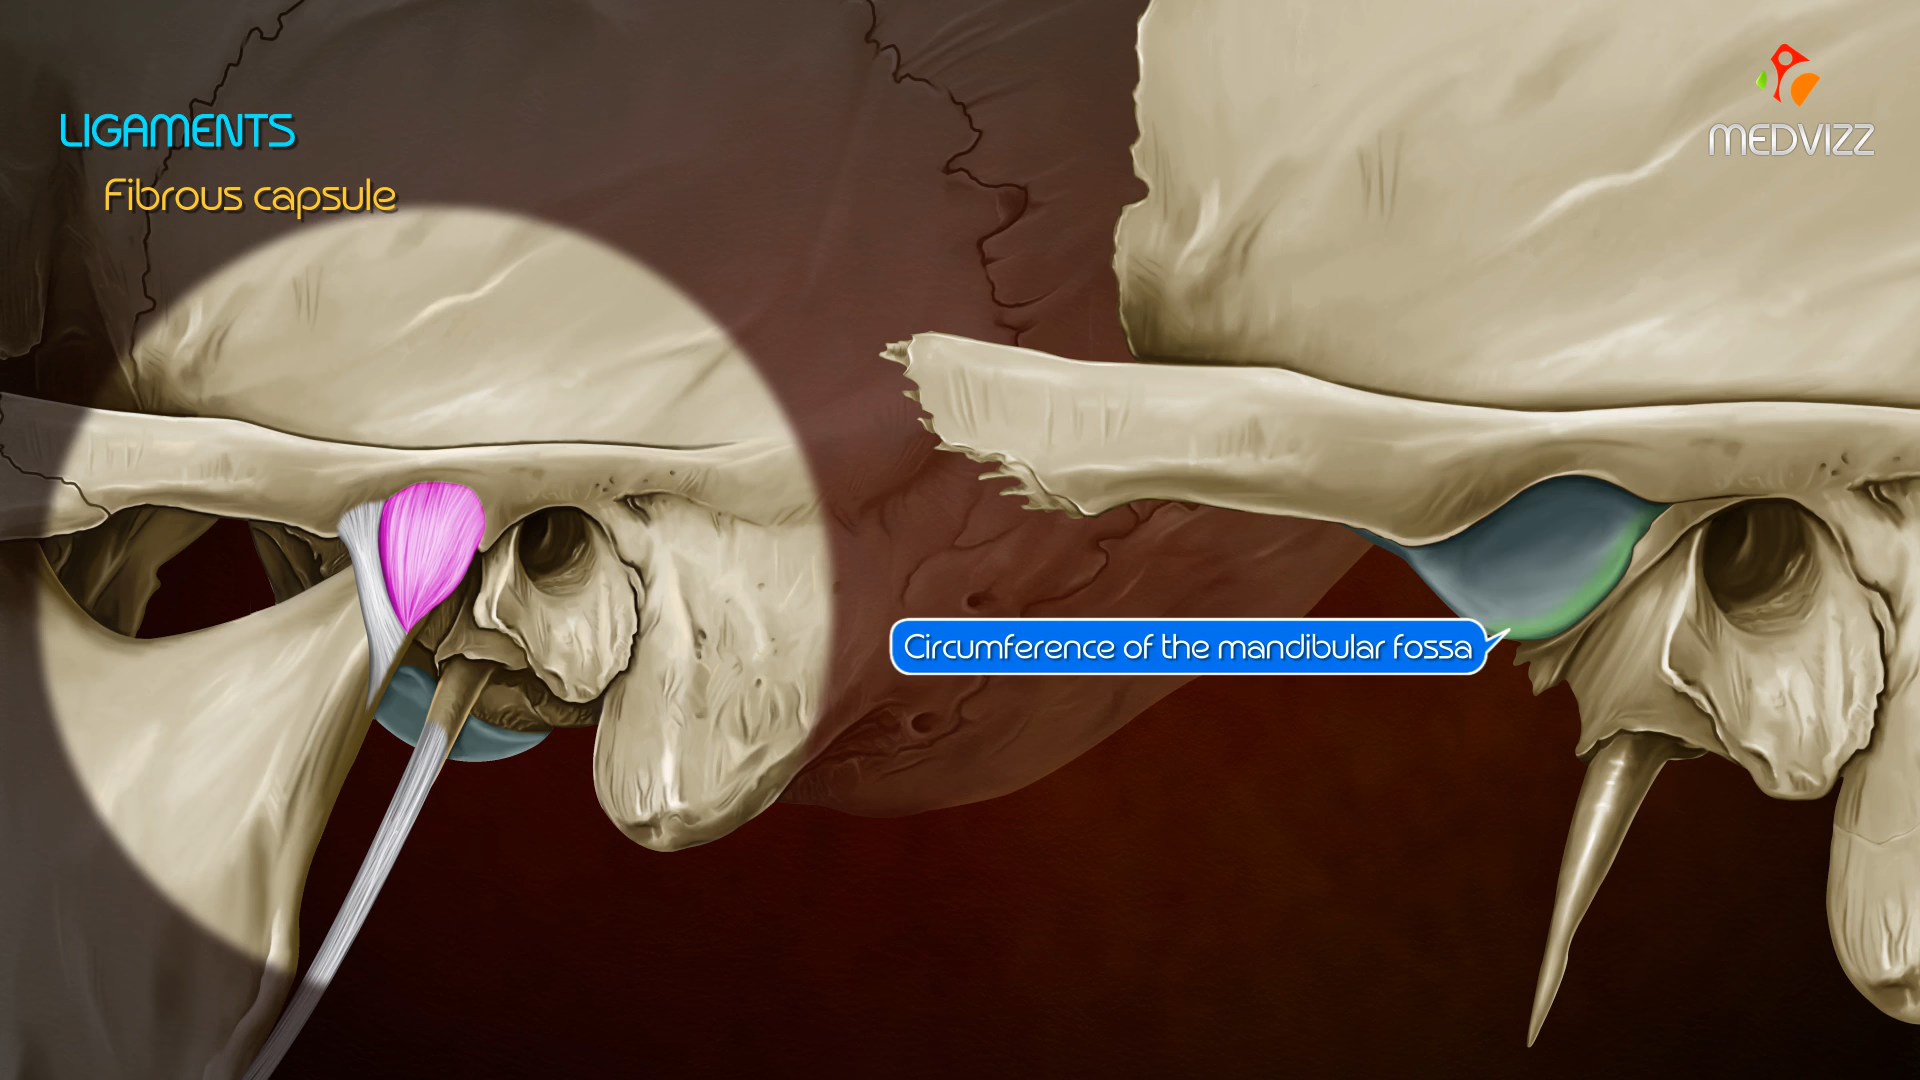 LIGAMENTS
Fibrous capsule
MEDVIZZ
Circumference of the mandibular fossa